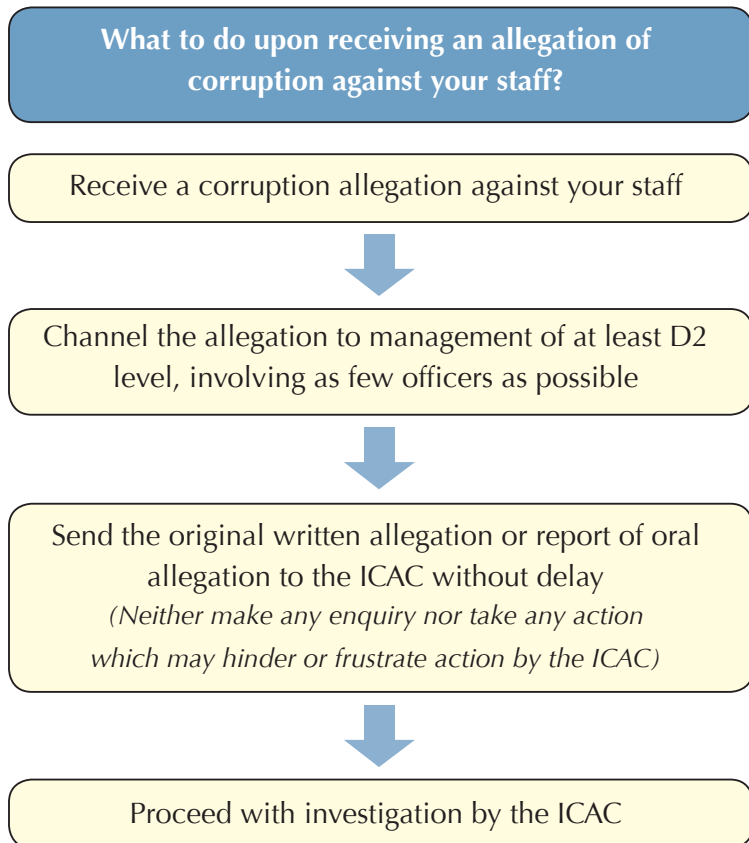 What to do upon receiving an allegation of
corruption against your staff?
Receive a corruption allegation against your staff
Channel the allegation to management of at least D2
level, involving as few officers as possible
Send the original written allegation or report of oral
allegation to the ICAC without delay
(Neither make any enquiry nor take any action
which may hinder or frustrate action by the ICAC)
Proceed with investigation by the ICAC